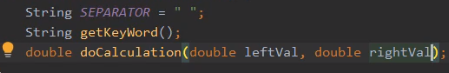 String SEPARATOR = " ";
String getKeyWord();
double doCalculation(double leftVal, double rightVal);